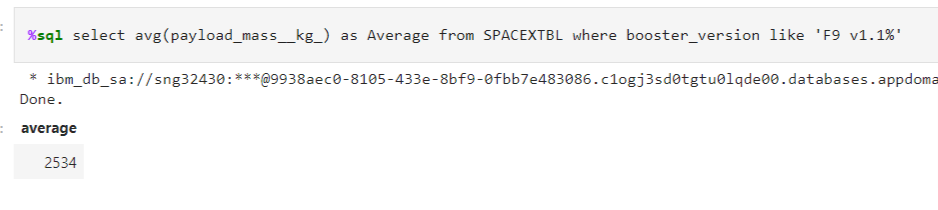 %sql select avg(payload_mass__kg_) as Average from SPACEXTBL where booster_version like 'F9 v1.1%'
* ibm_db_sa://sng32430:***@9938aec0-8105-433e-8bf9-0fbb7e483086.c1ogj3sd0tgtu0lqde00.databases.appdoma
Done.
average
2534